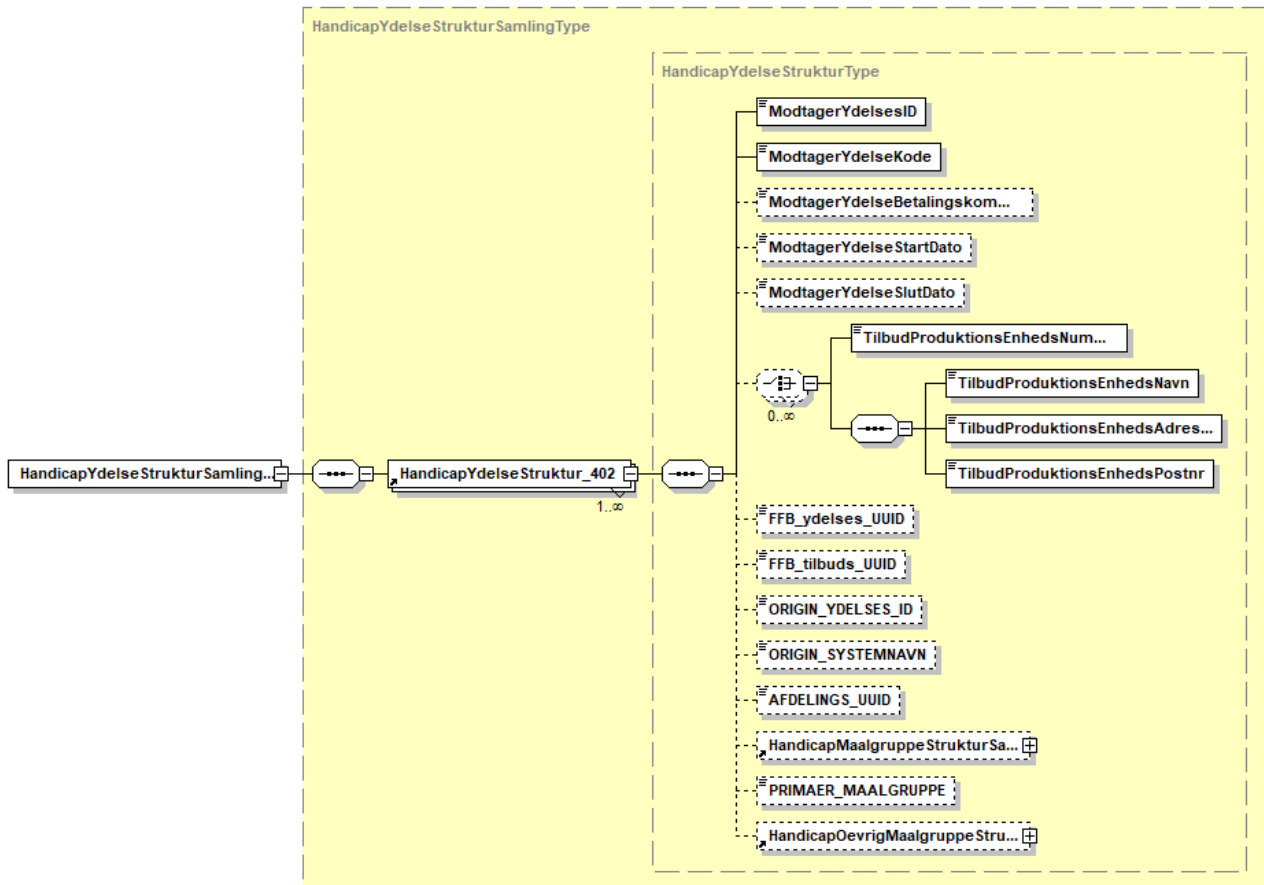 HandicapYdelseStrukturSamlingType
HandicapYdelseStrukturType
ModtagerYdelsesID
ModtagerYdelseKode
ModtagerYdelseBetalingskom...
ModtagerYdelseStartDato
ModtagerYdelseSlutDato
TilbudProduktionsEnhedsNum...
0..∞
TilbudProduktionsEnhedsNavn
TilbudProduktionsEnhedsAdres...
TilbudProduktionsEnhedsPostnr
HandicapYdelseStrukturSamling...
HandicapYdelseStruktur_402
1..∞
FFB_ydelses_UUID
FFB_tilbuds_UUID
ORIGIN_YDELSES_ID
ORIGIN_SYSTEMNAVN
AFDELINGS_UUID
HandicapMaalgruppeStrukturSa...
PRIMAER_MAALGRUPPE
HandicapOevrigMaalgruppeStru...